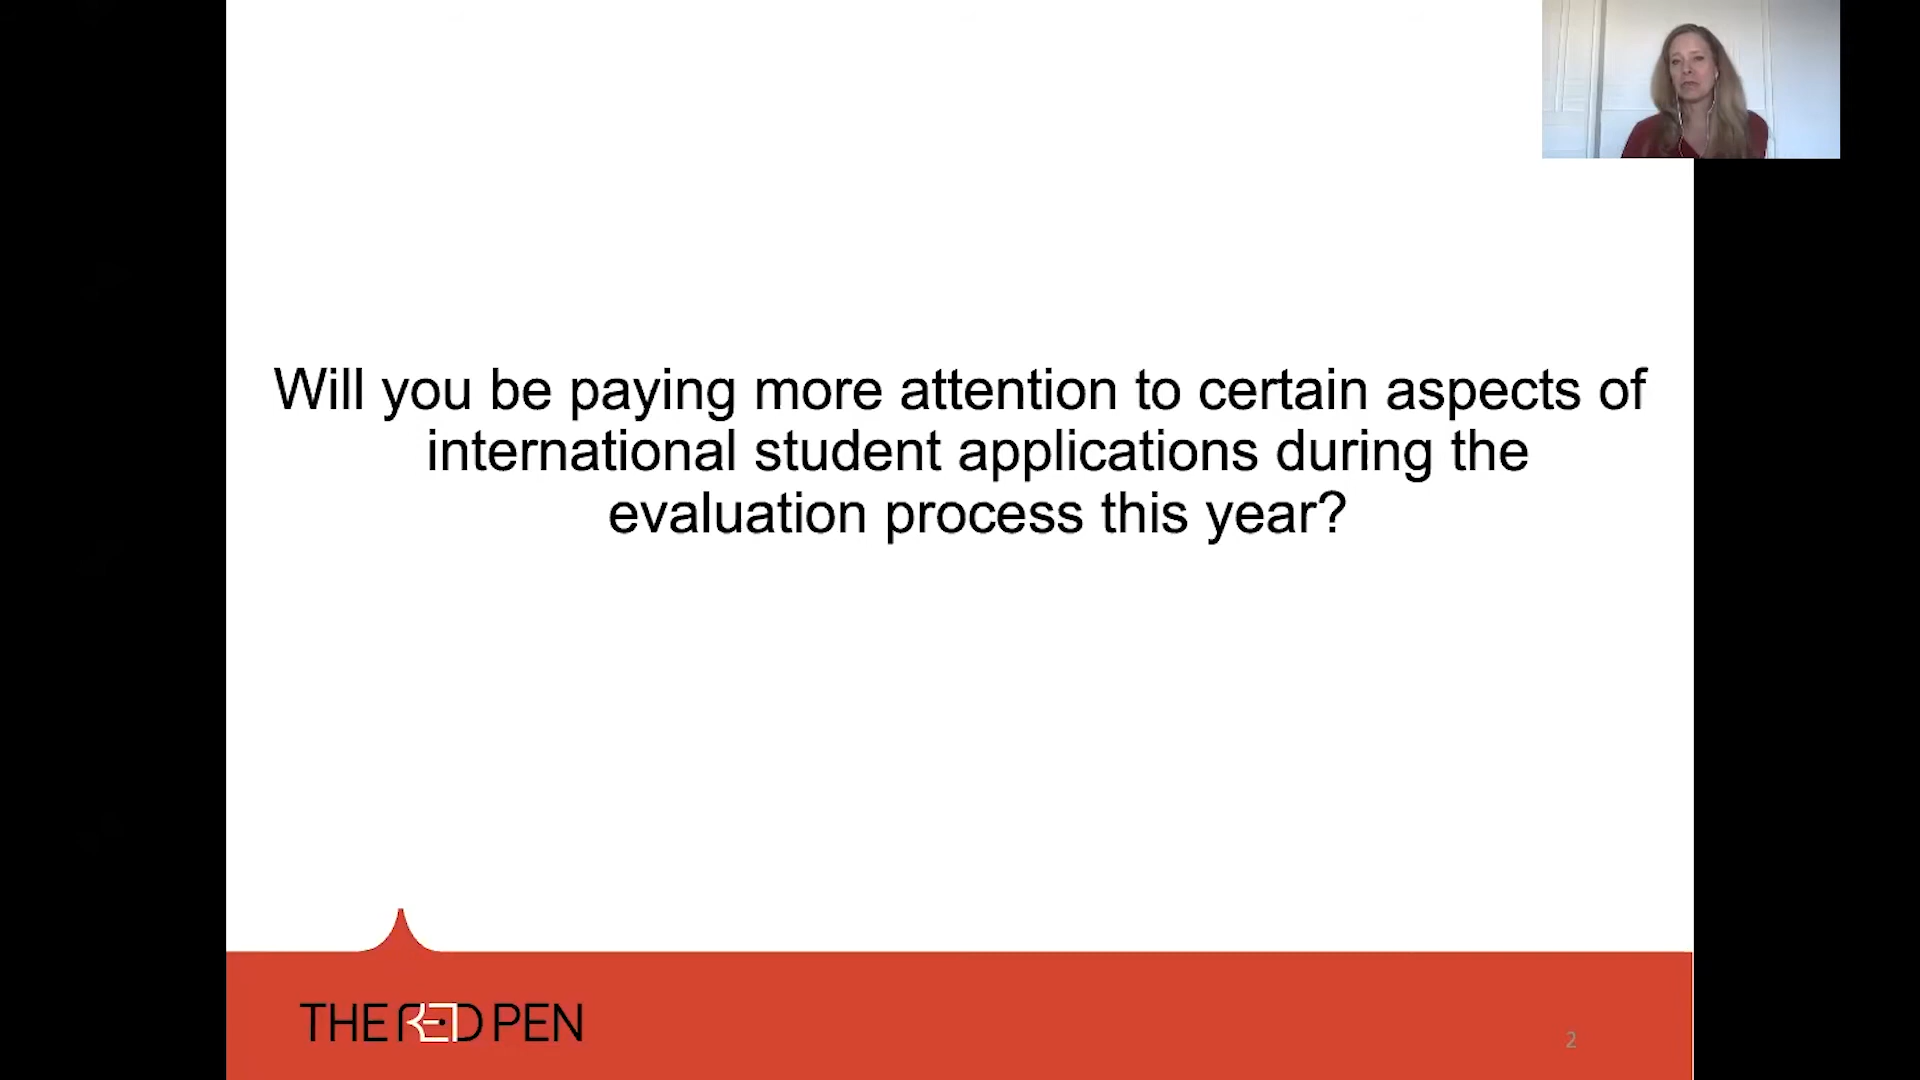 Will you be paying more attention to certain aspects of
international student applications during the
evaluation process this year?
THE RED PEN
2